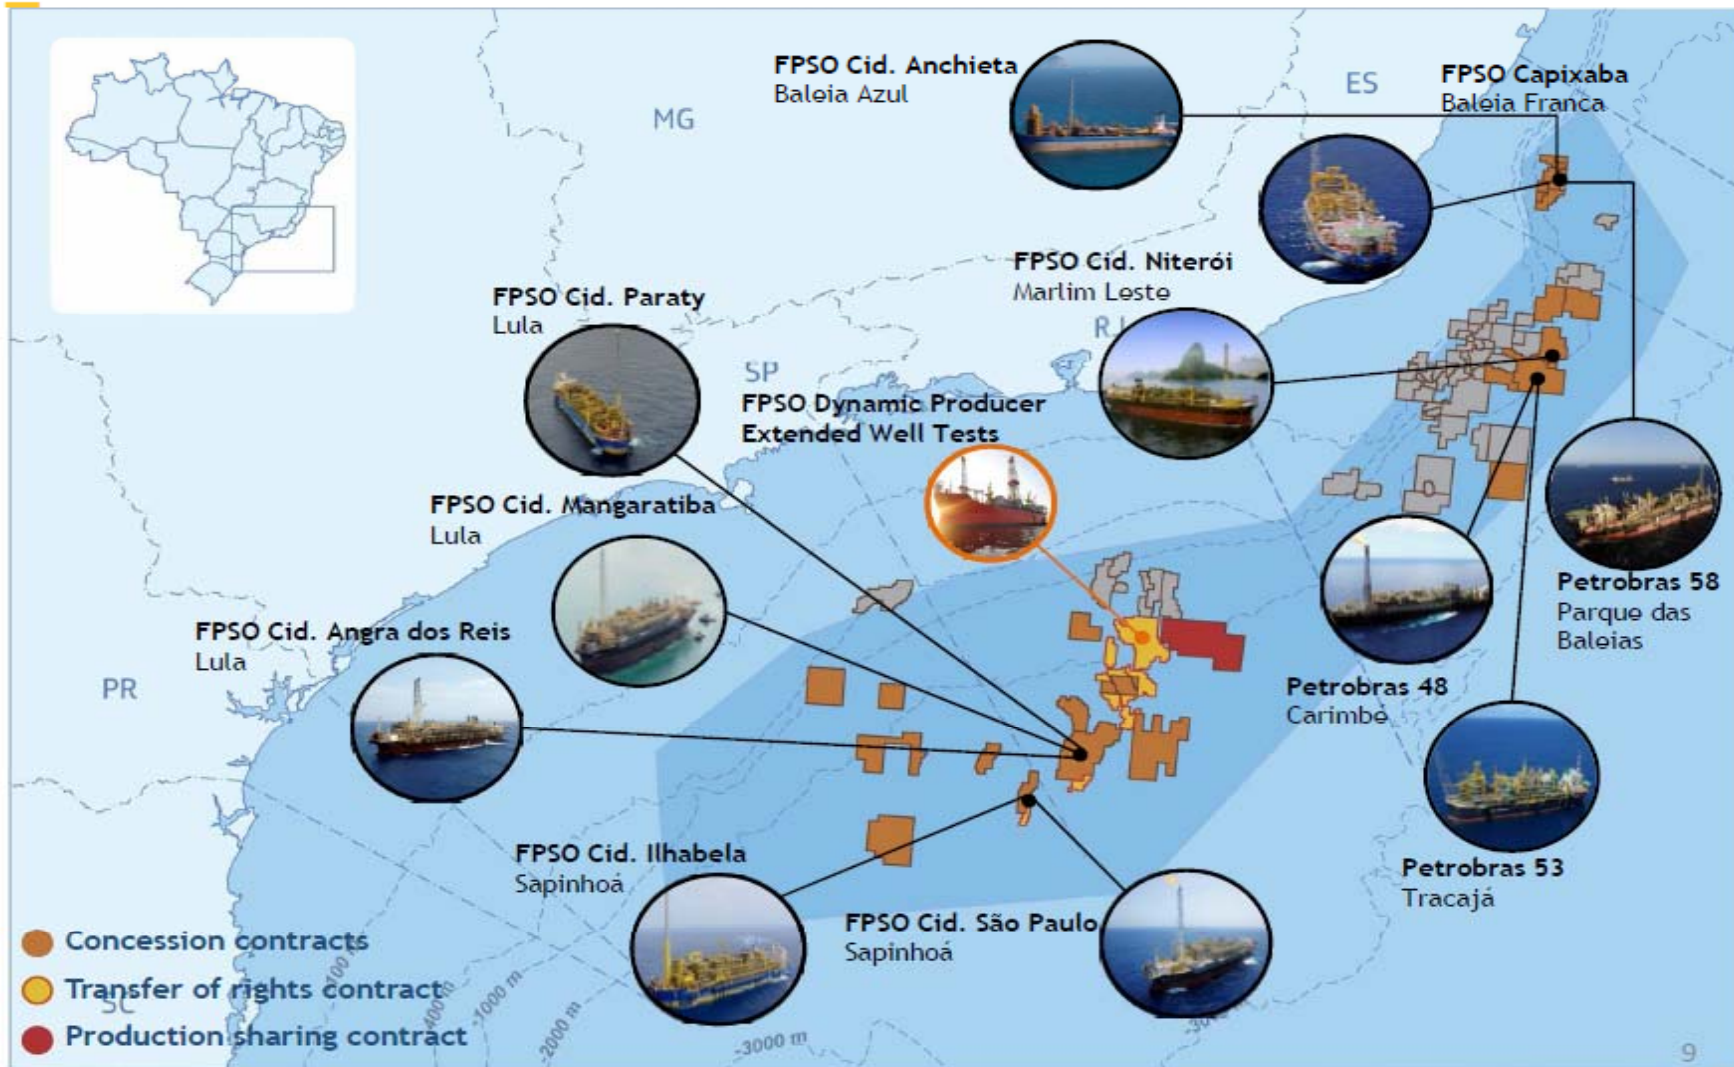 FPSO Cid. Anchieta
Baleia Azul
ES
FPSO Capixaba
Baleia Franca
MG
FPSO Cid. Niterói
Marlim Leste
FPSO Cid. Paraty
Lula
RJ
SP
FPSO Dynamic Producer
Extended Well Tests
FPSO Cid. Mangaratiba
Lula
Petrobras 58
Parque das
Baleias
FPSO Cid. Angra dos Reis
Lula
PR
Petrobras 48
Carimbé
FPSO Cid. Ilhabela
Sapinhoá
Petrobras 53
Tracajá
FPSO Cid. São Paulo
Sapinhoá
Concession contracts
Transfer of rights contract
SC
Production sharing contract
-400 m
-1000 m
-2000 m
-3000 m
9